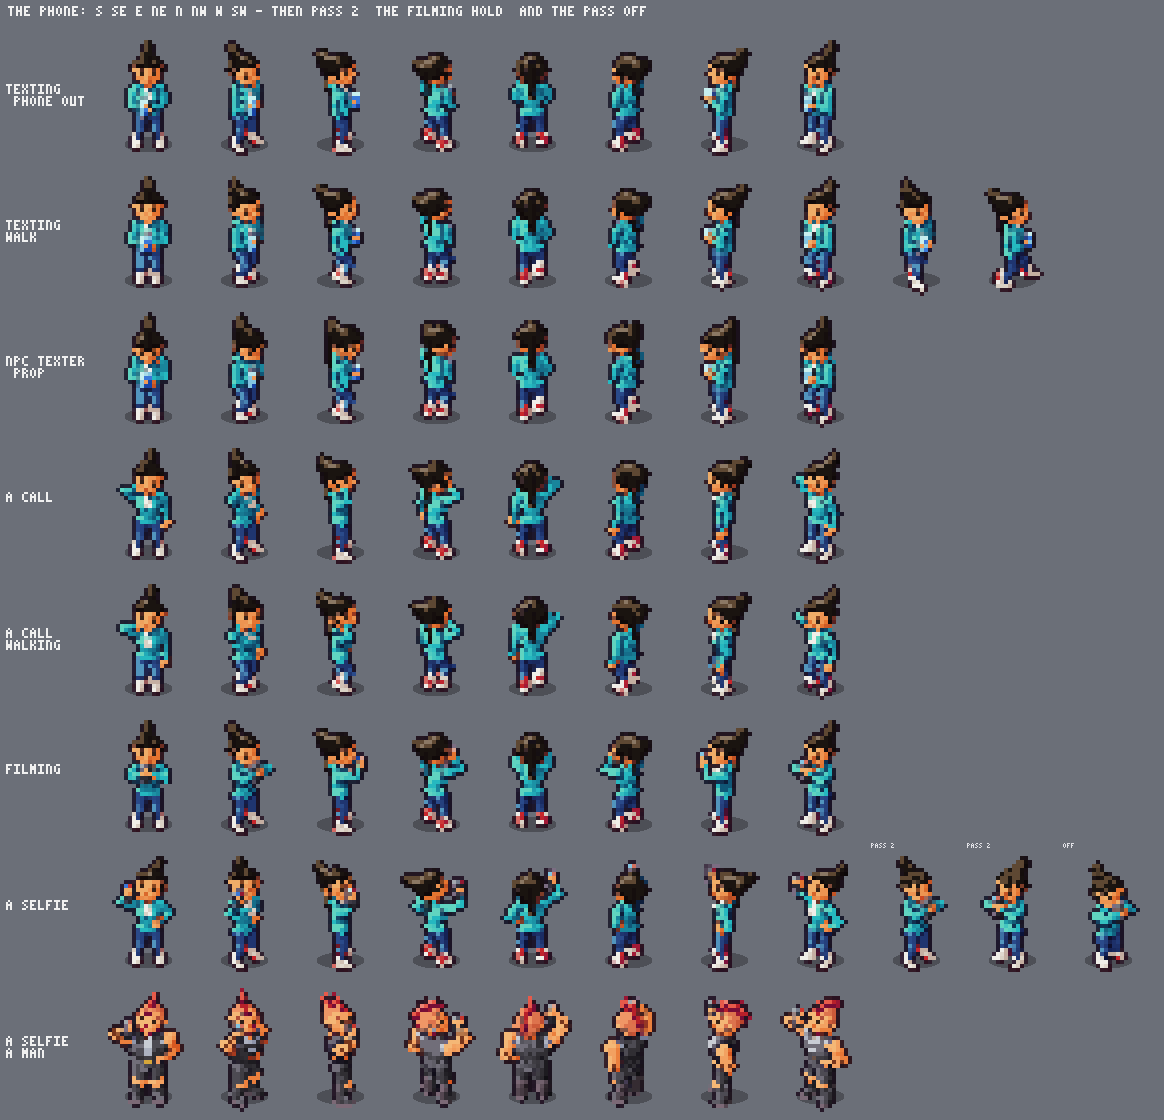 THE PHONE: S SE E NE N NW W SW - THEN PASS 2  THE FILMING HOLD  AND THE PASS OFF
TEXTING
PHONE OUT
TEXTING
WALK
NPC TEXTER
PROP
A CALL
A CALL
WALKING
FILMING
PASS 2
PASS 2
OFF
A SELFIE
A SELFIE
A MAN